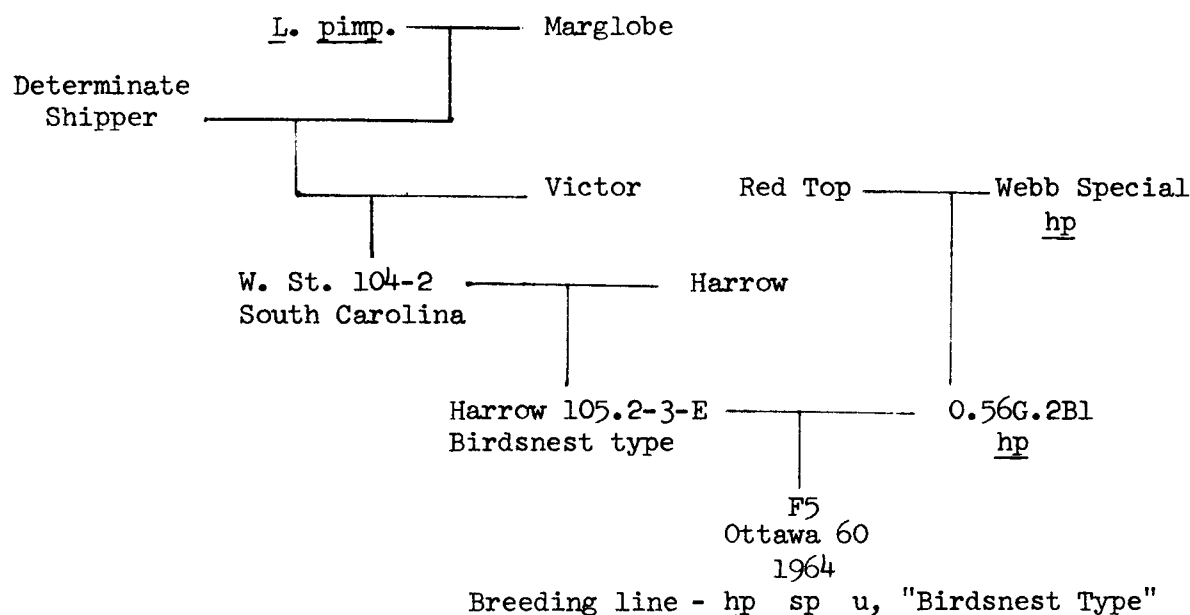 L. pimp. Marglobe
Determinate
Shipper
Victor
Red Top Webb Special
hp
W. St. 104-2 Harrow
South Carolina
Harrow 105.2-3-E 0.56G.2Bl
Birdsnest type hp
F5
Ottawa 60
1964
Breeding line - hp sp u, "Birdsnest Type"